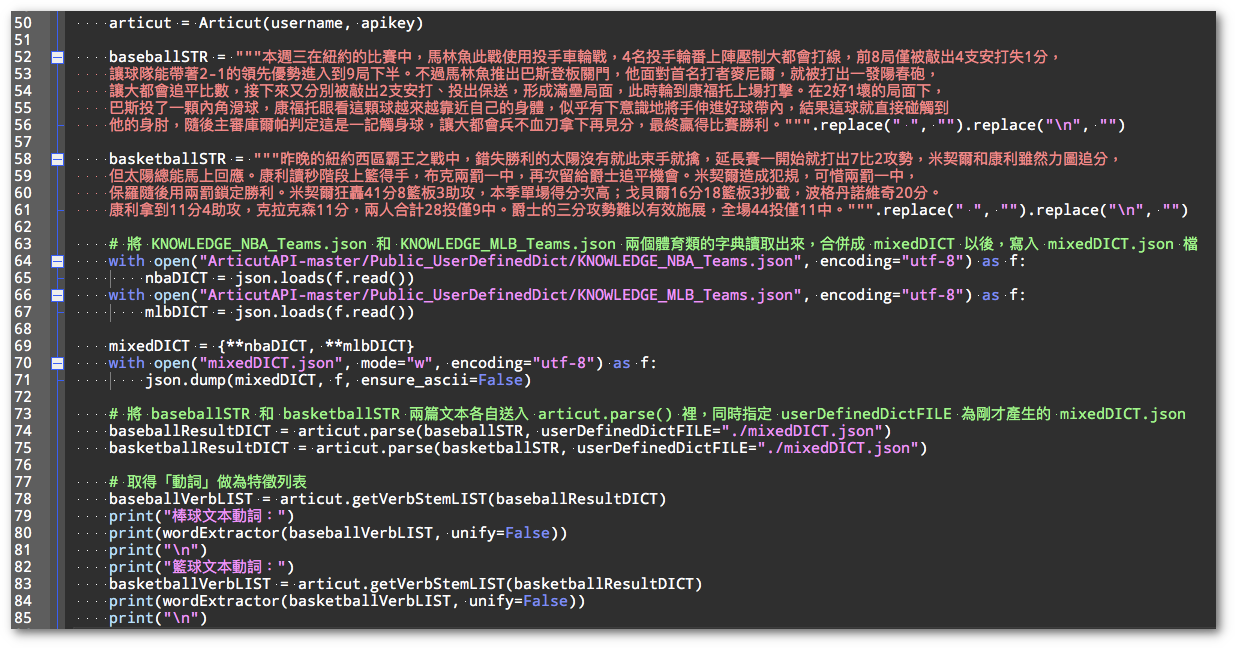 50 articut = Articut(username, apikey)
51
52 baseballSTR = """本週三在紐約的比賽中，馬林魚此戰使用投手車輪戰，4名投手輪番上陣壓制大都會打線，前8局僅被敲出4支安打失1分，
53 讓球隊能帶著2-1的領先優勢進入到9局下半。不過馬林魚推出巴斯登板關門，他面對首名打者麥尼爾，就被打出一發陽春砲，
54 讓大都會追平比數，接下來又分別被敲出2支安打、投出保送，形成滿壘局面，此時輪到康福托上場打擊。在2好1壞的局面下，
55 巴斯投了一顆內角滑球，康福托眼看這顆球越來越靠近自己的身體，似乎有下意識地將手伸進好球帶內，結果這球就直接碰觸到
56 他的身肘，隨後主審庫爾帕判定這是一記觸身球，讓大都會兵不血刃拿下再見分，最終贏得比賽勝利。""".replace(" ", "").replace("\n", "")
57
58 basketballSTR = """昨晚的紐約西區霸王之戰中，錯失勝利的太陽沒有就此束手就擒，延長賽一開始就打出7比2攻勢，米契爾和康利雖然力圖追分，
59 但太陽總能馬上回應。康利讀秒階段上籃得手，布克兩罰一中，再次留給爵士追平機會。米契爾造成犯規，可惜兩罰一中，
60 保羅隨後用兩罰鎖定勝利。米契爾狂轟41分8籃板3助攻，本季單場得分次高；戈貝爾16分18籃板3抄截，波格丹諾維奇20分。
61 康利拿到11分4助攻，克拉克森11分，兩人合計28投僅9中。爵士的三分攻勢難以有效施展，全場44投僅11中。""".replace(" ", "").replace("\n", "")
62
63 # 將 KNOWLEDGE_NBA_Teams.json 和 KNOWLEDGE_MLB_Teams.json 兩個體育類的字典讀取出來，合併成 mixedDICT 以後，寫入 mixedDICT.json 檔
64 with open("ArticutAPI-master/Public_UserDefinedDict/KNOWLEDGE_NBA_Teams.json", encoding="utf-8") as f:
65 nbaDICT = json.loads(f.read())
66 with open("ArticutAPI-master/Public_UserDefinedDict/KNOWLEDGE_MLB_Teams.json", encoding="utf-8") as f:
67 mlbDICT = json.loads(f.read())
68
69 mixedDICT = {**nbaDICT, **mlbDICT}
70 with open("mixedDICT.json", mode="w", encoding="utf-8") as f:
71 json.dump(mixedDICT, f, ensure_ascii=False)
72
73 # 將 baseballSTR 和 basketballSTR 兩篇文本各自送入 articut.parse() 裡，同時指定 userDefinedDictFILE 為剛才產生的 mixedDICT.json
74 baseballResultDICT = articut.parse(baseballSTR, userDefinedDictFILE="./mixedDICT.json")
75 basketballResultDICT = articut.parse(basketballSTR, userDefinedDictFILE="./mixedDICT.json")
76
77 # 取得「動詞」做為特徵列表
78 baseballVerbLIST = articut.getVerbStemLIST(baseballResultDICT)
79 print("棒球文本動詞：")
80 print(wordExtractor(baseballVerbLIST, unify=False))
81 print("\n")
82 print("籃球文本動詞：")
83 basketballVerbLIST = articut.getVerbStemLIST(basketballResultDICT)
84 print(wordExtractor(basketballVerbLIST, unify=False))
85 print("\n")